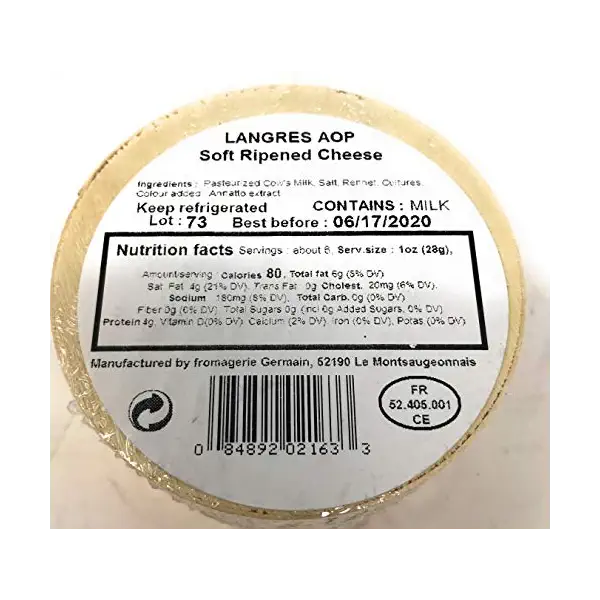 LANGRES AOP
Soft Ripened Cheese
Ingredients : Pasteurized Cow's Milk, Salt, Rennet, Cultures,
Colour added : Annatto extract
Keep refrigerated CONTAINS : MILK
Lot : 73 Best before : 06/17/2020
Nutrition facts Servings : about 6, Serv.size : 1oz (28g),
Amount/serving : Calories 80, Total fat 6g (8% DV)
Sat. Fat 4g (21% DV), Trans Fat 0g Cholest. 20mg (6% DV)
Sodium 180mg (8% DV), Total Carb. 0g (0% DV)
Fiber 0g (0% DV), Total Sugars 0g (incl 0g Added Sugars, 0% DV)
Protein 4g, Vitamin D(0% DV), Calcium (2% DV), Iron (0% DV), Potas (0% DV)
Manufactured by fromagerie Germain, 52190 Le Montsaugeonnais
FR
52.405.001
CE
0 84892 02163 3